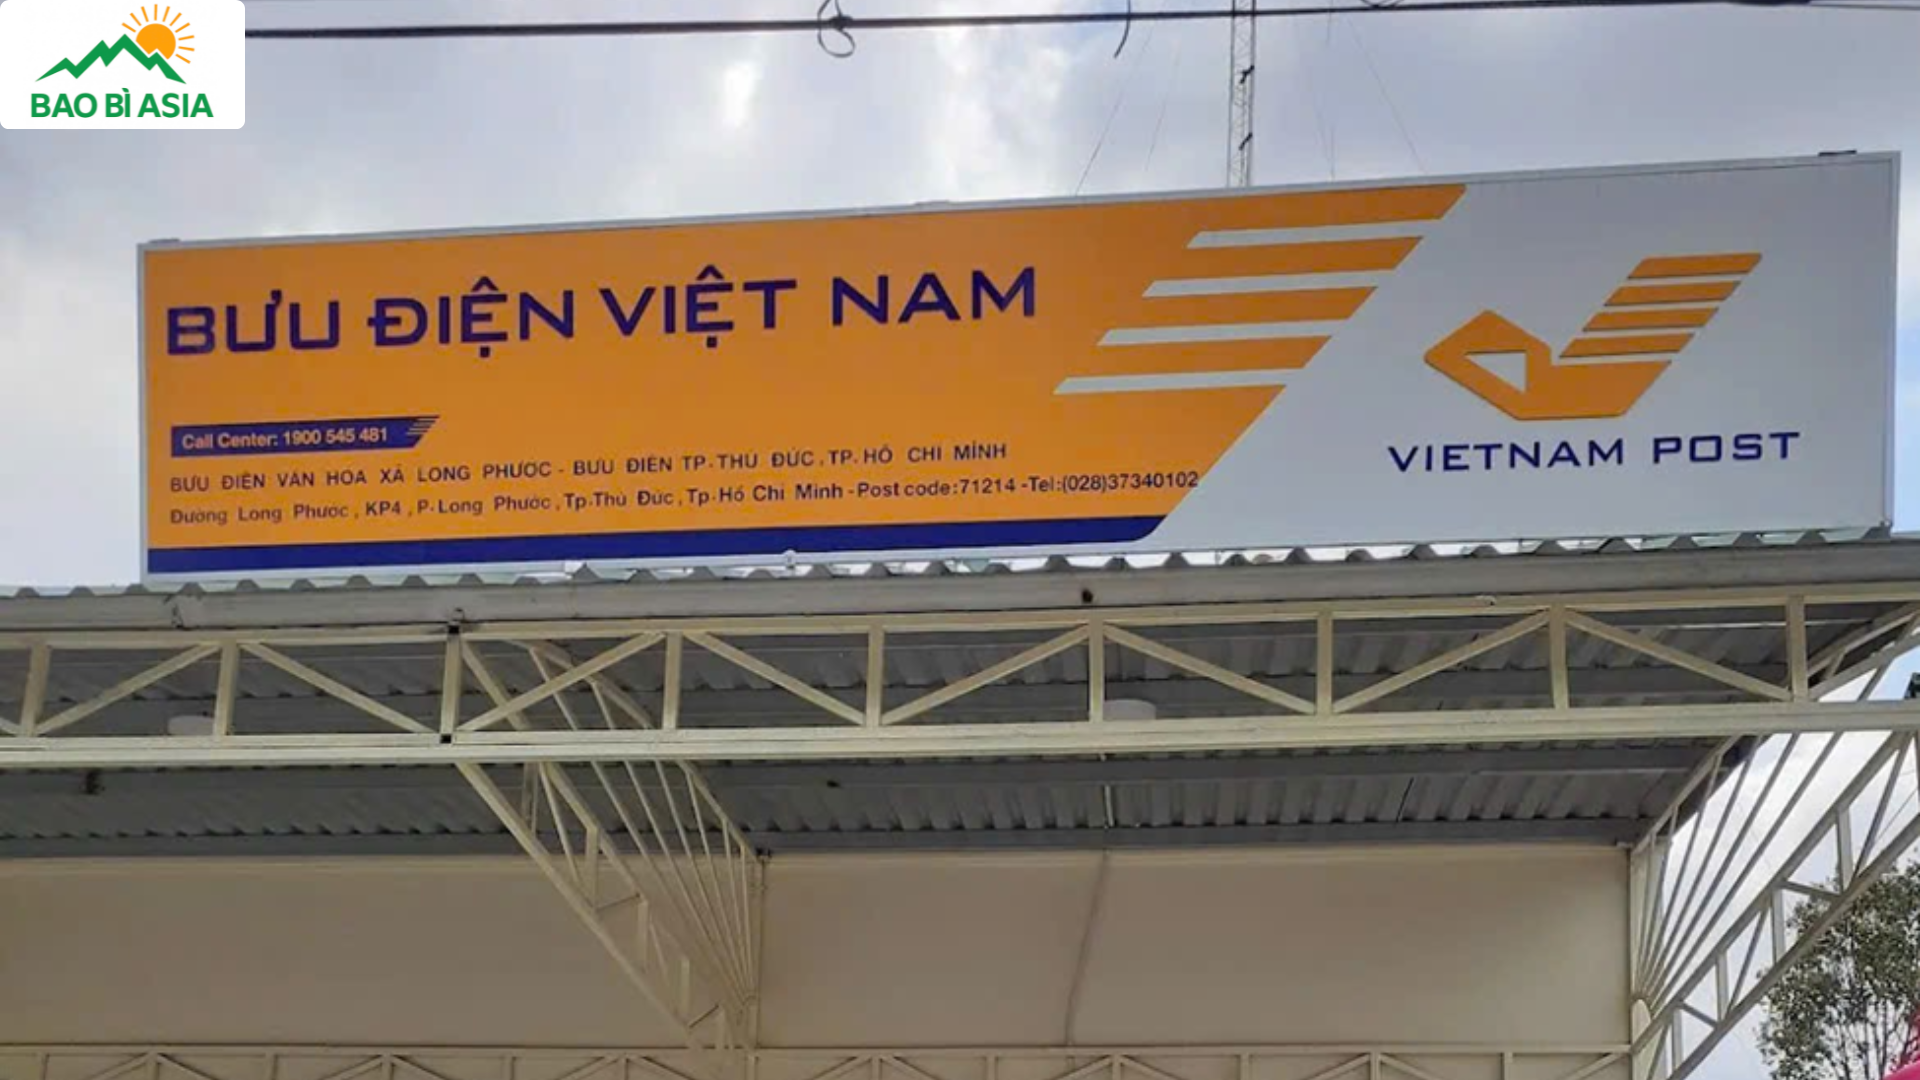 BAO BÌ ASIA
BƯU ĐIỆN VIỆT NAM
Call Center: 1900 545 481
BƯU ĐIỆN VĂN HÓA XÃ LONG PHƯỚC - BƯU ĐIỆN TP.THỦ ĐỨC, TP. HỒ CHÍ MÍNH
Đường Long Phước, KP4, P.Long Phước, Tp.Thủ Đức, Tp.Hồ Chí Minh - Post code:71214 -Tel:(028)37340102
VIETNAM POST